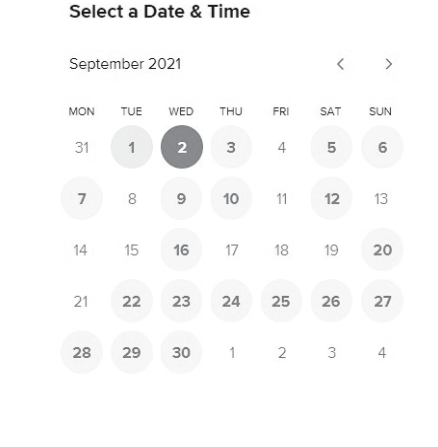 Select a Date & Time
September 2021
MON TUE WED THU FRI SAT SUN
31 1 2 3 4 5 6
7 8 9 10 11 12 13
14 15 16 17 18 19 20
21 22 23 24 25 26 27
28 29 30 1 2 3 4